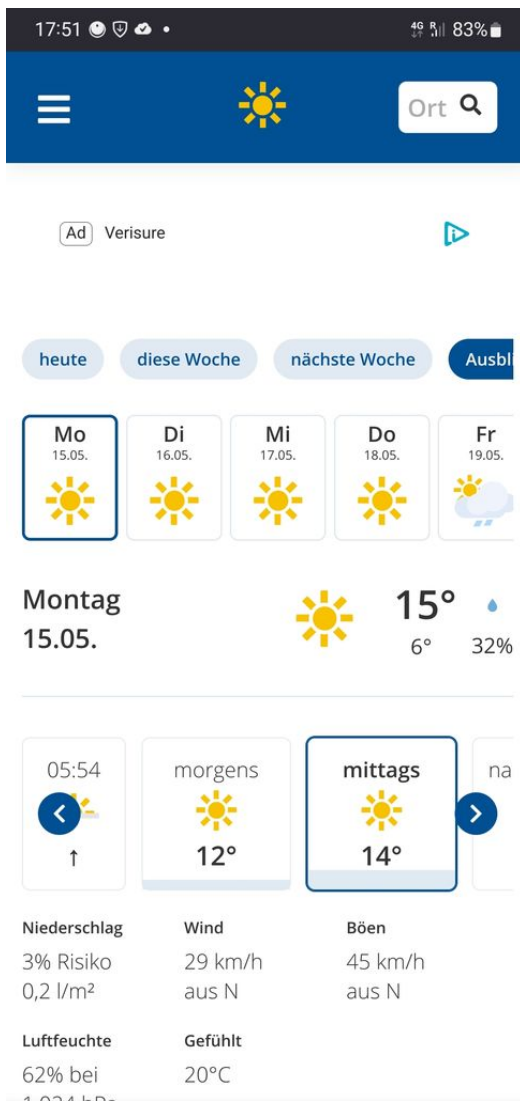 17:51 4G R 83%
Ort
Ad Verisure
heute diese Woche nächste Woche Ausbli
Mo Di Mi Do Fr
15.05. 16.05. 17.05. 18.05. 19.05.
Montag 15°
15.05. 6° 32%
05:54 morgens mittags na
↑ 12° 14°
Niederschlag Wind Böen
3% Risiko 29 km/h 45 km/h
0,2 l/m² aus N aus N
Luftfeuchte Gefühlt
62% bei 20°C